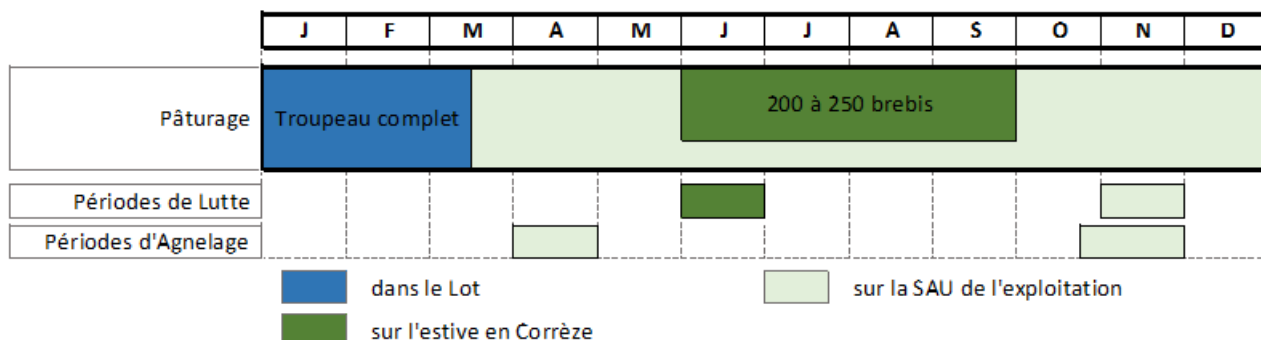 J F M A M J J A S O N D
Pâturage
Troupeau complet
200 à 250 brebis
Périodes de Lutte
Périodes d'Agnelage
dans le Lot
sur la SAU de l'exploitation
sur l'estive en Corrèze